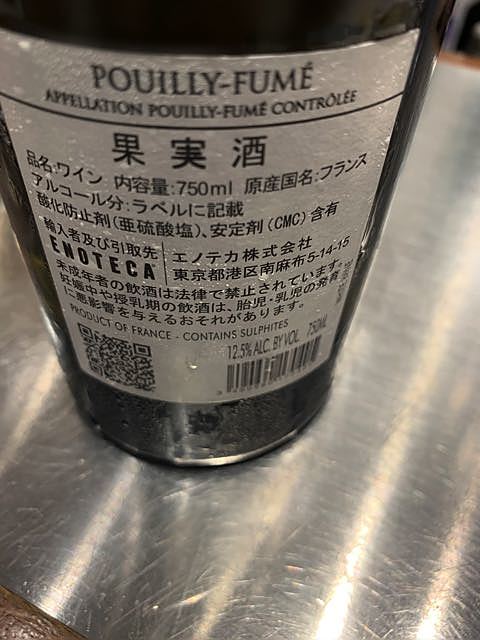 POUILLY-FUMÉ
APPELLATION POUILLY-FUMÉ CONTRÔLÉE
果実酒
品名:ワイン 内容量:750ml 原産国名:フランス
アルコール分:ラベルに記載
酸化防止剤(亜硫酸塩)、安定剤(CMC)含有
輸入者及び引取先
ENOTECA
エノテカ株式会社
東京都港区南麻布5-14-15
未成年者の飲酒は法律で禁止されています。
妊娠中や授乳期の飲酒は、胎児・乳児の発育
に悪影響を与えるおそれがあります。
PRODUCT OF FRANCE - CONTAINS SULPHITES
12.5% ALC. BY VOL 750ML